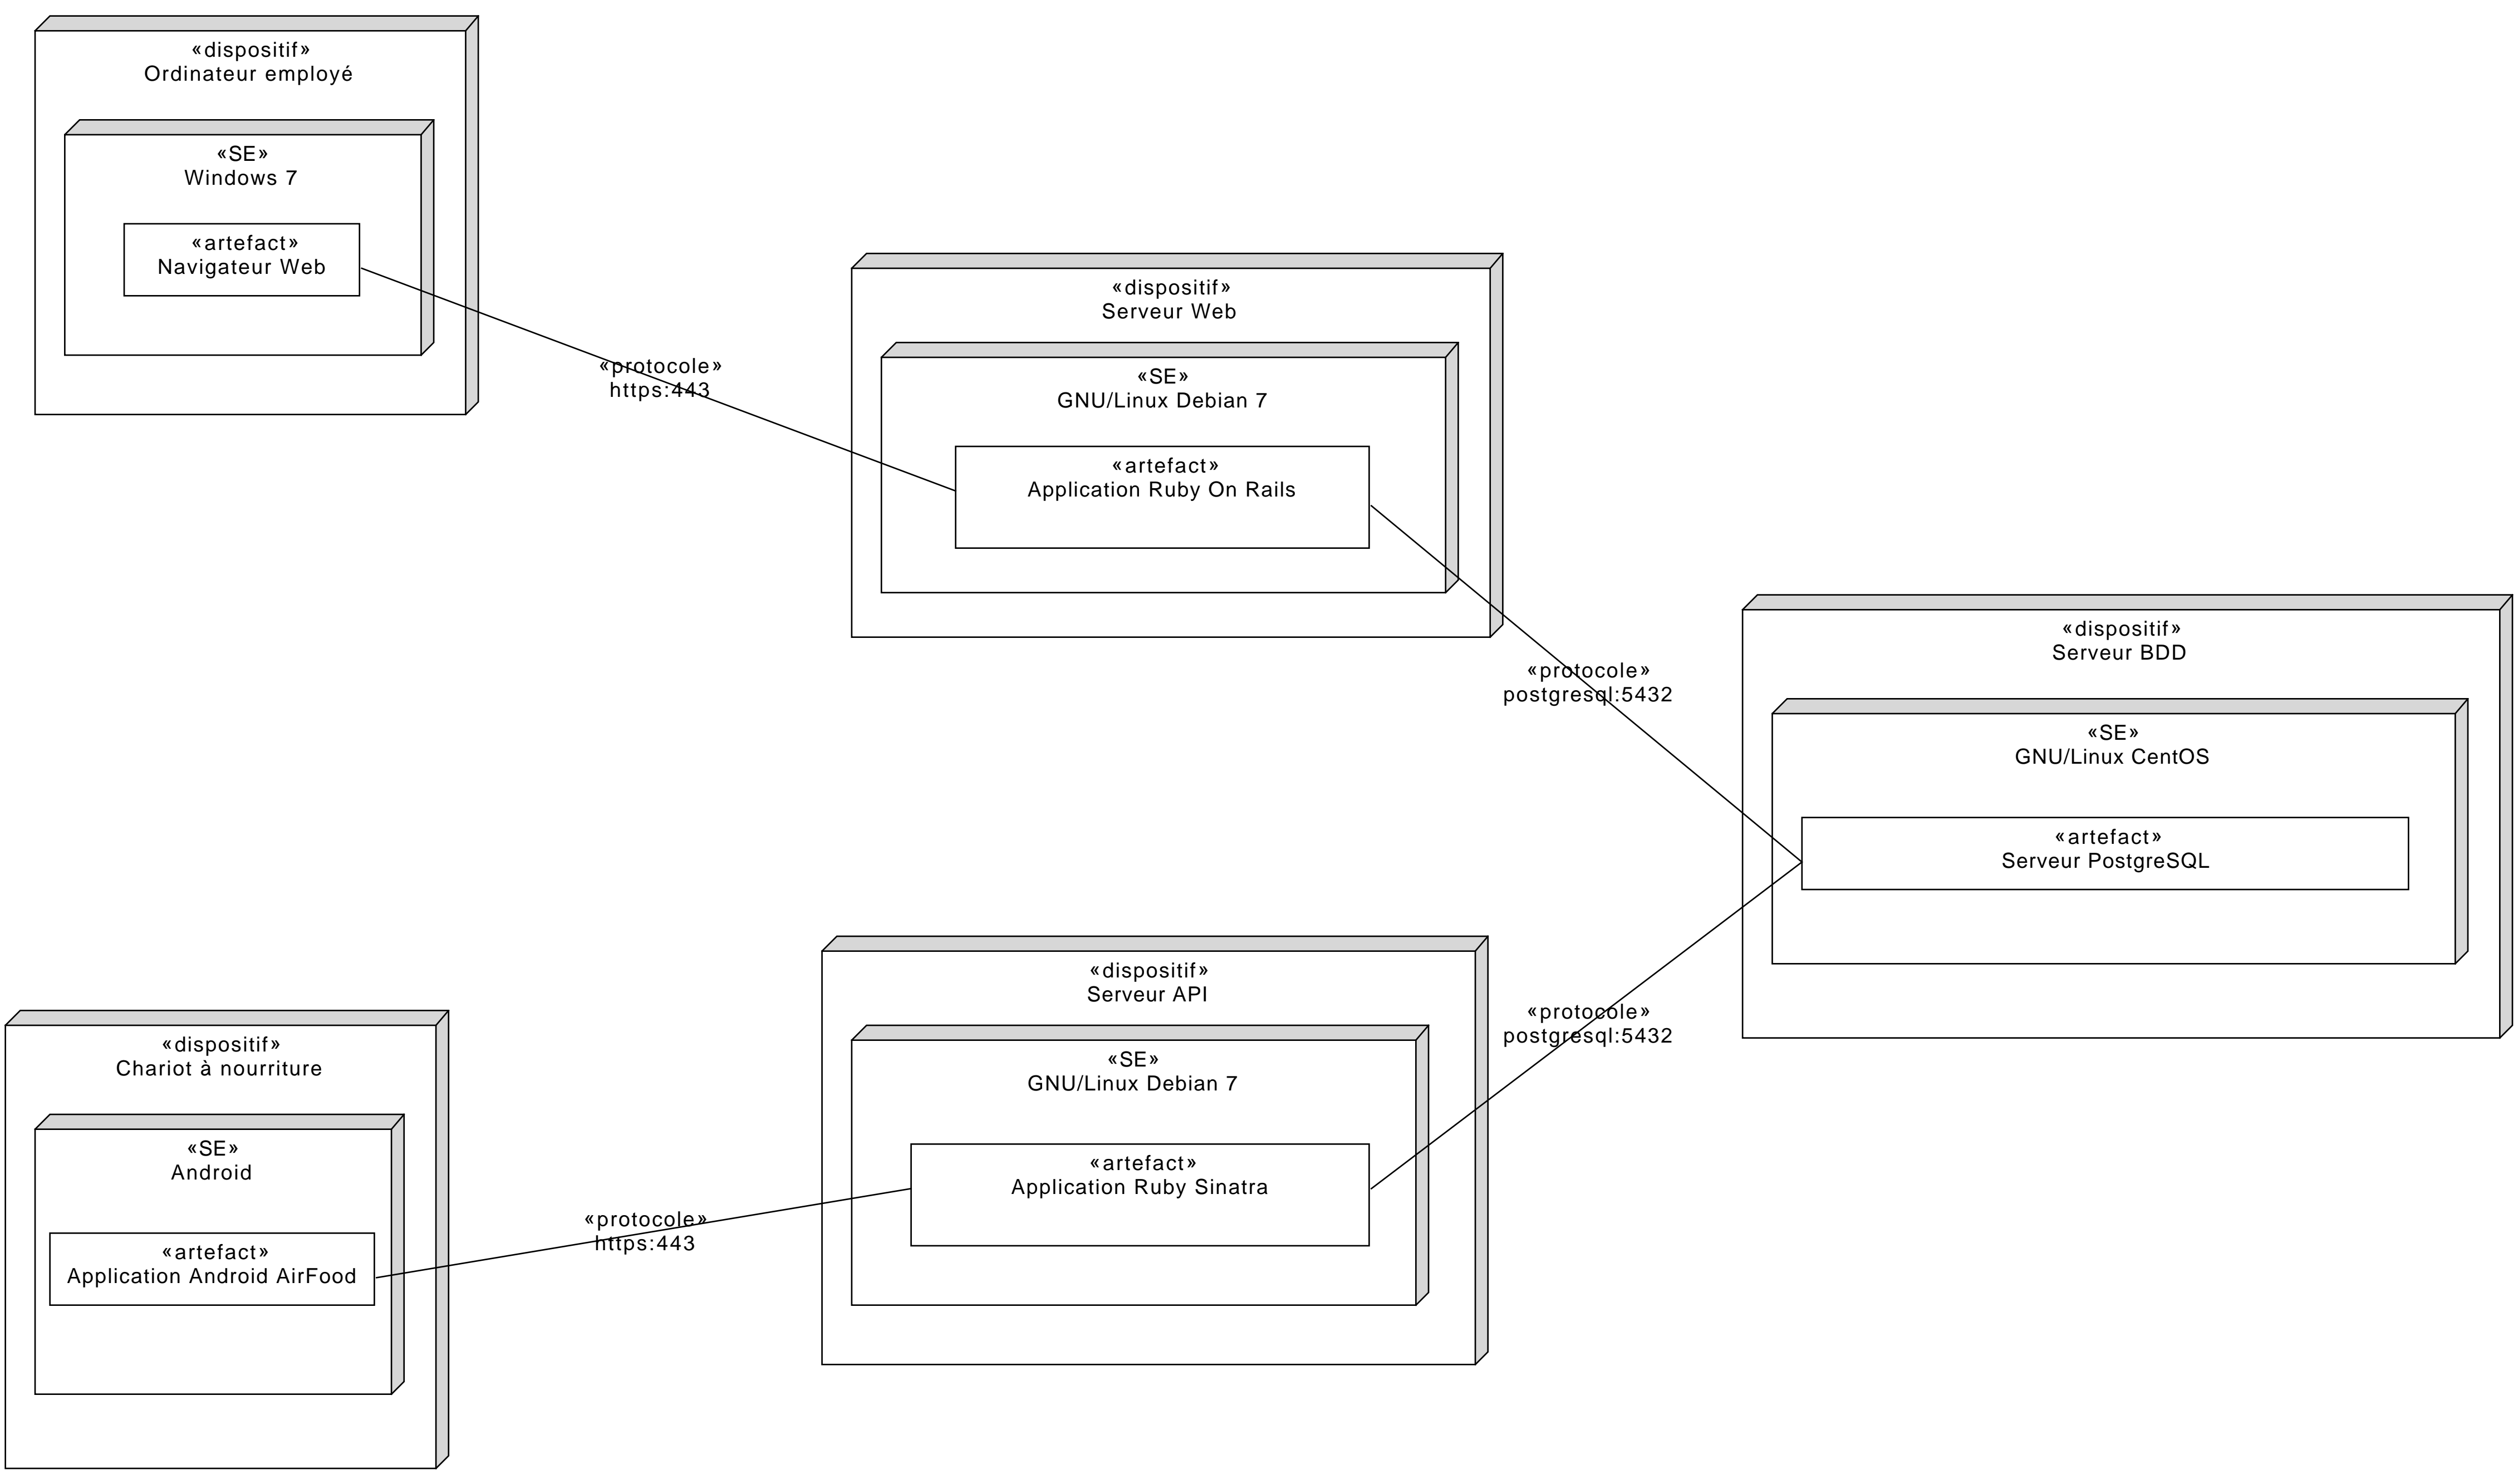 «dispositif»
Ordinateur employé
«SE»
Windows 7
«artefact»
Navigateur Web
«protocole»
https:443
«dispositif»
Serveur Web
«SE»
GNU/Linux Debian 7
«artefact»
Application Ruby On Rails
«protocole»
postgresql:5432
«dispositif»
Serveur BDD
«SE»
GNU/Linux CentOS
«artefact»
Serveur PostgreSQL
«protocole»
postgresql:5432
«dispositif»
Serveur API
«SE»
GNU/Linux Debian 7
«artefact»
Application Ruby Sinatra
«protocole»
https:443
«dispositif»
Chariot à nourriture
«SE»
Android
«artefact»
Application Android AirFood